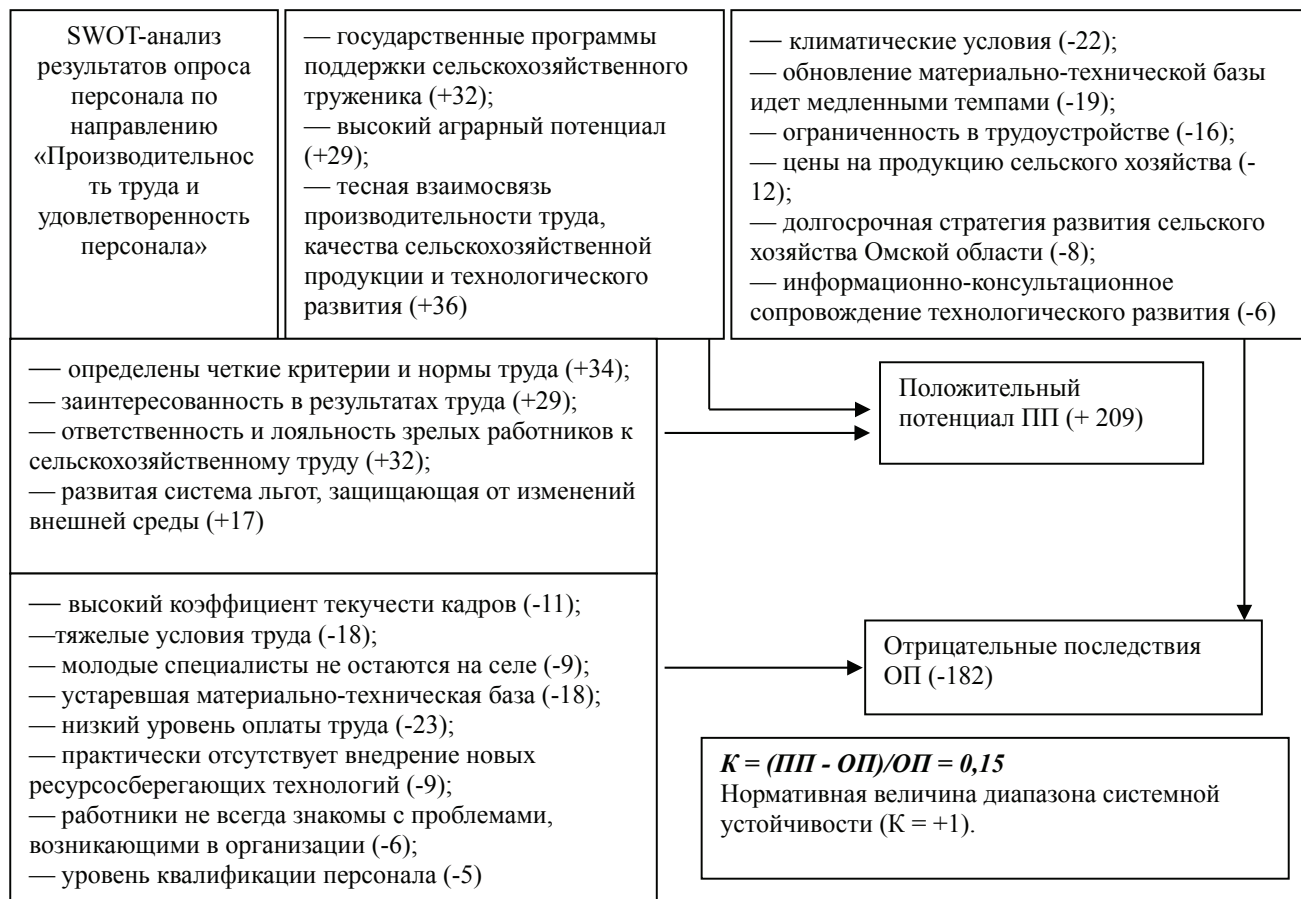 SWOT-анализ
результатов опроса
персонала по
направлению
«Производительнос
ть труда и
удовлетворенность
персонала»
— государственные программы
поддержки сельскохозяйственного
труженика (+32);
— высокий аграрный потенциал
(+29);
— тесная взаимосвязь
производительности труда,
качества сельскохозяйственной
продукции и технологического
развития (+36)
— климатические условия (-22);
— обновление материально-технической базы
идет медленными темпами (-19);
— ограниченность в трудоустройстве (-16);
— цены на продукцию сельского хозяйства (-
12);
— долгосрочная стратегия развития сельского
хозяйства Омской области (-8);
— информационно-консультационное
сопровождение технологического развития (-6)
— определены четкие критерии и нормы труда (+34);
— заинтересованность в результатах труда (+29);
— ответственность и лояльность зрелых работников к
сельскохозяйственному труду (+32);
— развитая система льгот, защищающая от изменений
внешней среды (+17)
Положительный
потенциал ПП (+ 209)
— высокий коэффициент текучести кадров (-11);
—тяжелые условия труда (-18);
— молодые специалисты не остаются на селе (-9);
— устаревшая материально-техническая база (-18);
— низкий уровень оплаты труда (-23);
— практически отсутствует внедрение новых
ресурсосберегающих технологий (-9);
— работники не всегда знакомы с проблемами,
возникающими в организации (-6);
— уровень квалификации персонала (-5)
Отрицательные последствия
ОП (-182)
К = (ПП - ОП)/ОП = 0,15
Нормативная величина диапазона системной
устойчивости (К = +1).